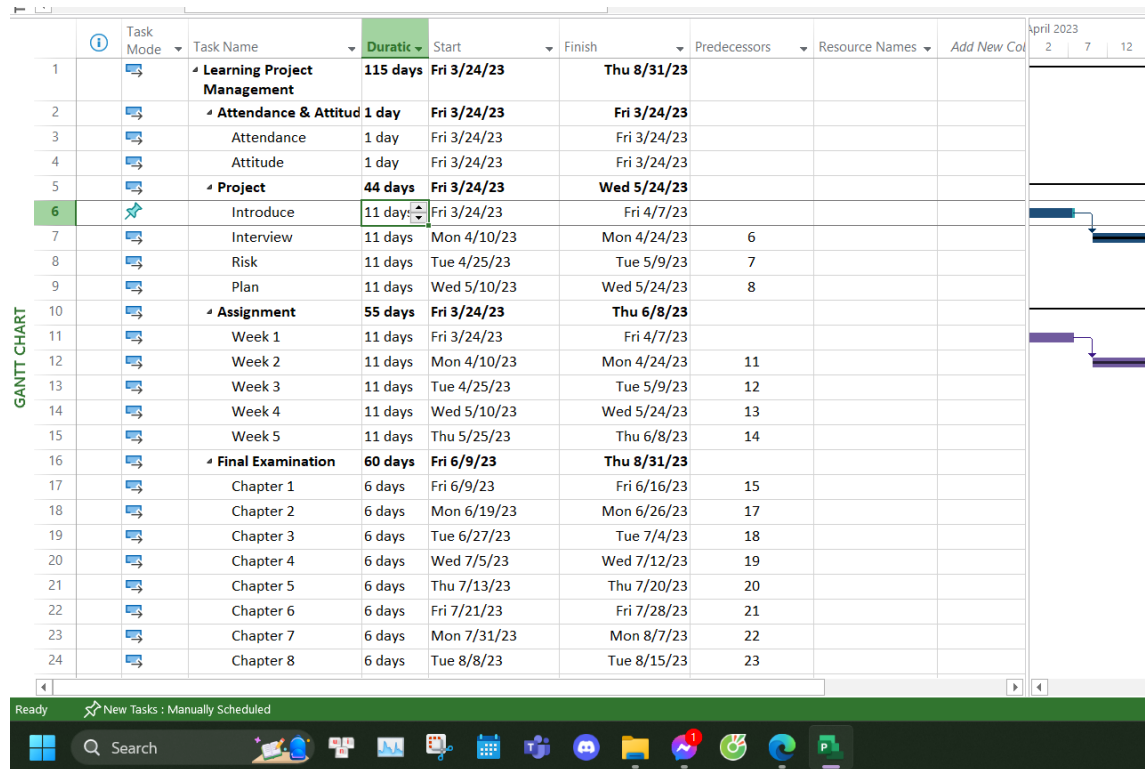 April 2023
Task Mode Task Name Duratic Start Finish Predecessors Resource Names Add New Col 2 7 12
1 Learning Project Management 115 days Fri 3/24/23 Thu 8/31/23
2 Attendance & Attitud 1 day Fri 3/24/23 Fri 3/24/23
3 Attendance 1 day Fri 3/24/23 Fri 3/24/23
4 Attitude 1 day Fri 3/24/23 Fri 3/24/23
5 Project 44 days Fri 3/24/23 Wed 5/24/23
6 Introduce 11 days Fri 3/24/23 Fri 4/7/23
7 Interview 11 days Mon 4/10/23 Mon 4/24/23 6
8 Risk 11 days Tue 4/25/23 Tue 5/9/23 7
9 Plan 11 days Wed 5/10/23 Wed 5/24/23 8
10 Assignment 55 days Fri 3/24/23 Thu 6/8/23
11 Week 1 11 days Fri 3/24/23 Fri 4/7/23
12 Week 2 11 days Mon 4/10/23 Mon 4/24/23 11
13 Week 3 11 days Tue 4/25/23 Tue 5/9/23 12
14 Week 4 11 days Wed 5/10/23 Wed 5/24/23 13
15 Week 5 11 days Thu 5/25/23 Thu 6/8/23 14
16 Final Examination 60 days Fri 6/9/23 Thu 8/31/23
17 Chapter 1 6 days Fri 6/9/23 Fri 6/16/23 15
18 Chapter 2 6 days Mon 6/19/23 Mon 6/26/23 17
19 Chapter 3 6 days Tue 6/27/23 Tue 7/4/23 18
20 Chapter 4 6 days Wed 7/5/23 Wed 7/12/23 19
21 Chapter 5 6 days Thu 7/13/23 Thu 7/20/23 20
22 Chapter 6 6 days Fri 7/21/23 Fri 7/28/23 21
23 Chapter 7 6 days Mon 7/31/23 Mon 8/7/23 22
24 Chapter 8 6 days Tue 8/8/23 Tue 8/15/23 23
GANTT CHART
Ready New Tasks : Manually Scheduled
Search
1